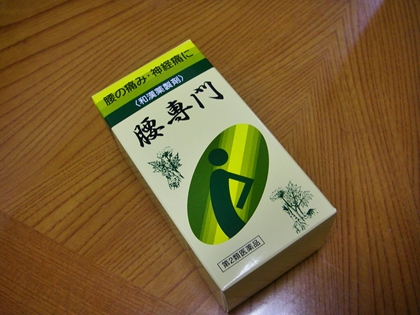 腰の痛み・神経痛に
〈和漢薬製剤〉
腰専門
第2類医薬品